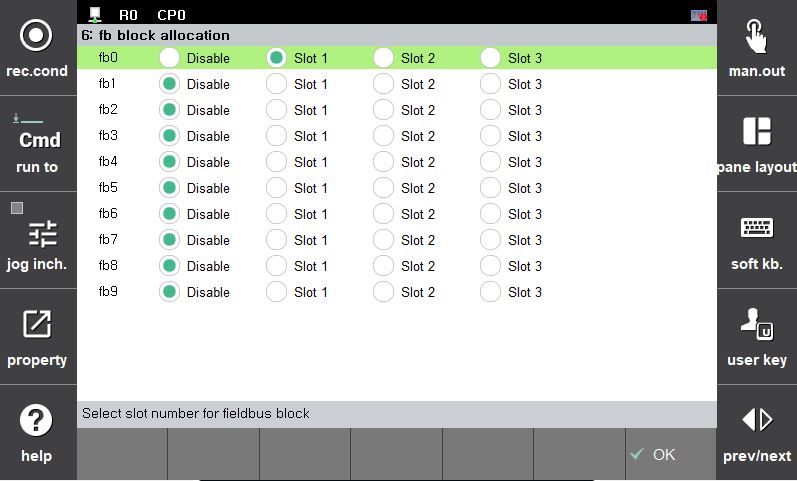 R0 CP0
6: fb block allocation
fb0 Disable Slot 1 Slot 2 Slot 3
fb1 Disable Slot 1 Slot 2 Slot 3
fb2 Disable Slot 1 Slot 2 Slot 3
fb3 Disable Slot 1 Slot 2 Slot 3
fb4 Disable Slot 1 Slot 2 Slot 3
fb5 Disable Slot 1 Slot 2 Slot 3
fb6 Disable Slot 1 Slot 2 Slot 3
fb7 Disable Slot 1 Slot 2 Slot 3
fb8 Disable Slot 1 Slot 2 Slot 3
fb9 Disable Slot 1 Slot 2 Slot 3
Select slot number for fieldbus block
OK
rec.cond
Cmd
run to
jog inch.
property
?
help
man.out
pane layout
soft kb.
U
user key
prev/next